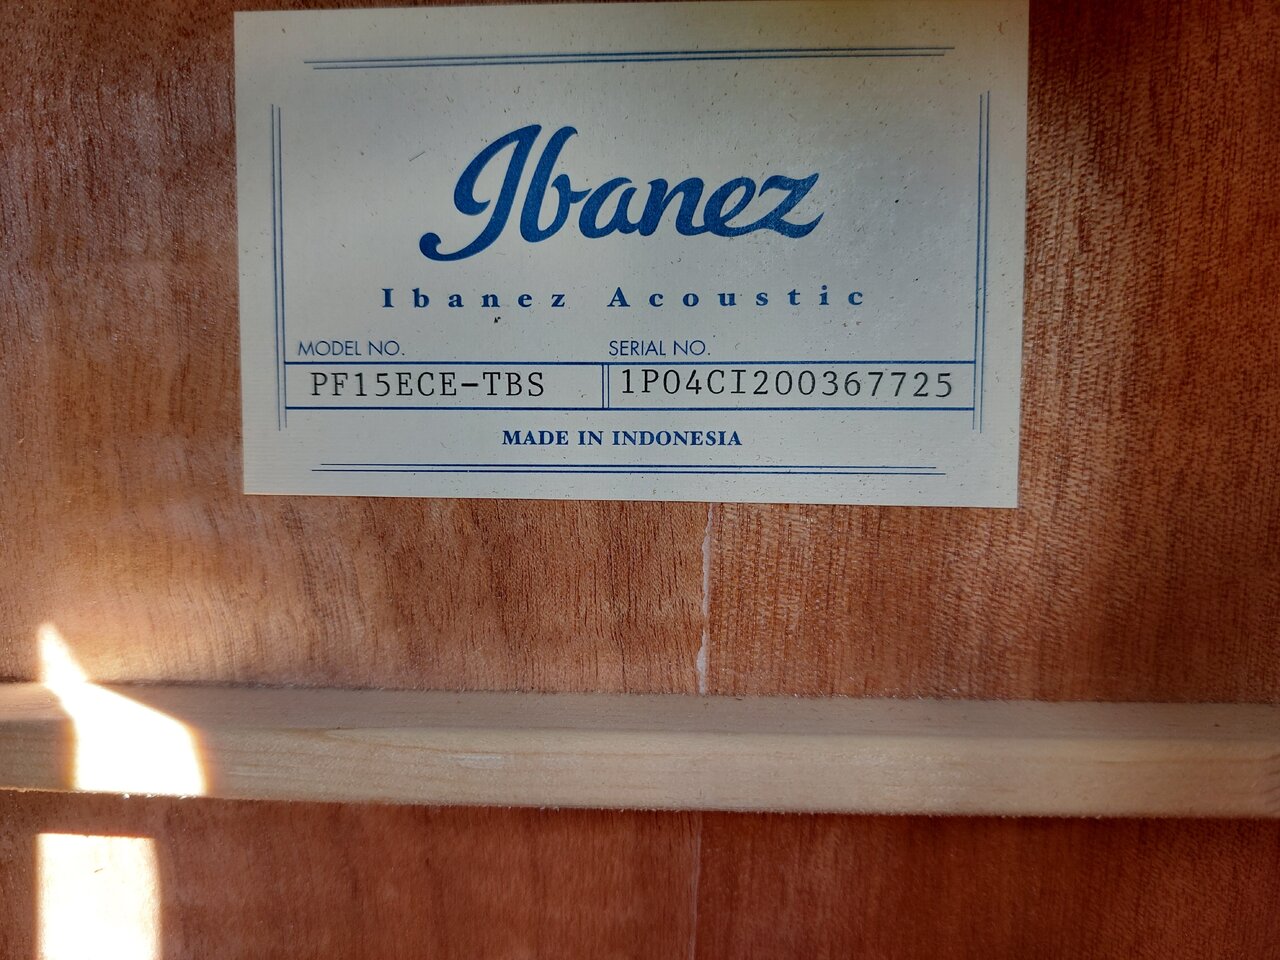 Ibanez
Ibanez Acoustic
MODEL NO. SERIAL NO.
PF15ECE-TBS 1P04CI200367725
MADE IN INDONESIA